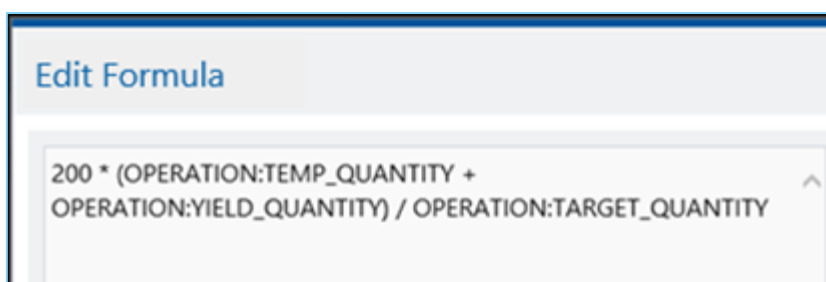 Edit Formula
200 * (OPERATION:TEMP_QUANTITY +
OPERATION:YIELD_QUANTITY) / OPERATION:TARGET_QUANTITY